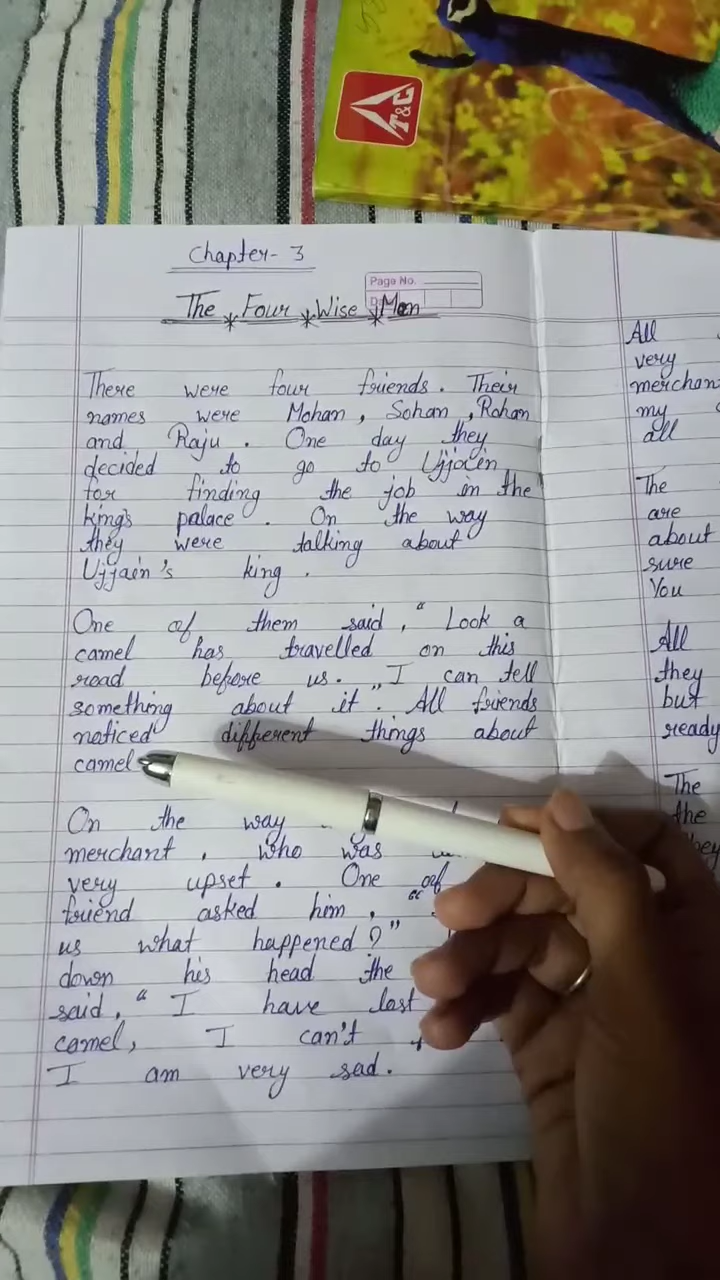 T&C
Chapter- 3
Page No.
The Four Wise Men
There were four friends. Their
names were Mohan, Sohan, Rohan
and Raju. One day they
decided to go to Ujjain
for finding the job in the
king's palace. On the way
they were talking about
Ujjain's king.
One of them said, "Look a
camel has travelled on this
road before us. "I can tell
something about it". All friends
noticed different things about
camel
On the way
merchant. who was
very upset. One of
friend asked him, "
us what happened?"
down his head the
said, "I have lost
camel, I can't
I am very sad.
All
very
merchan
my
all
The
are
about
sure
You
All
they
but
ready
The
the